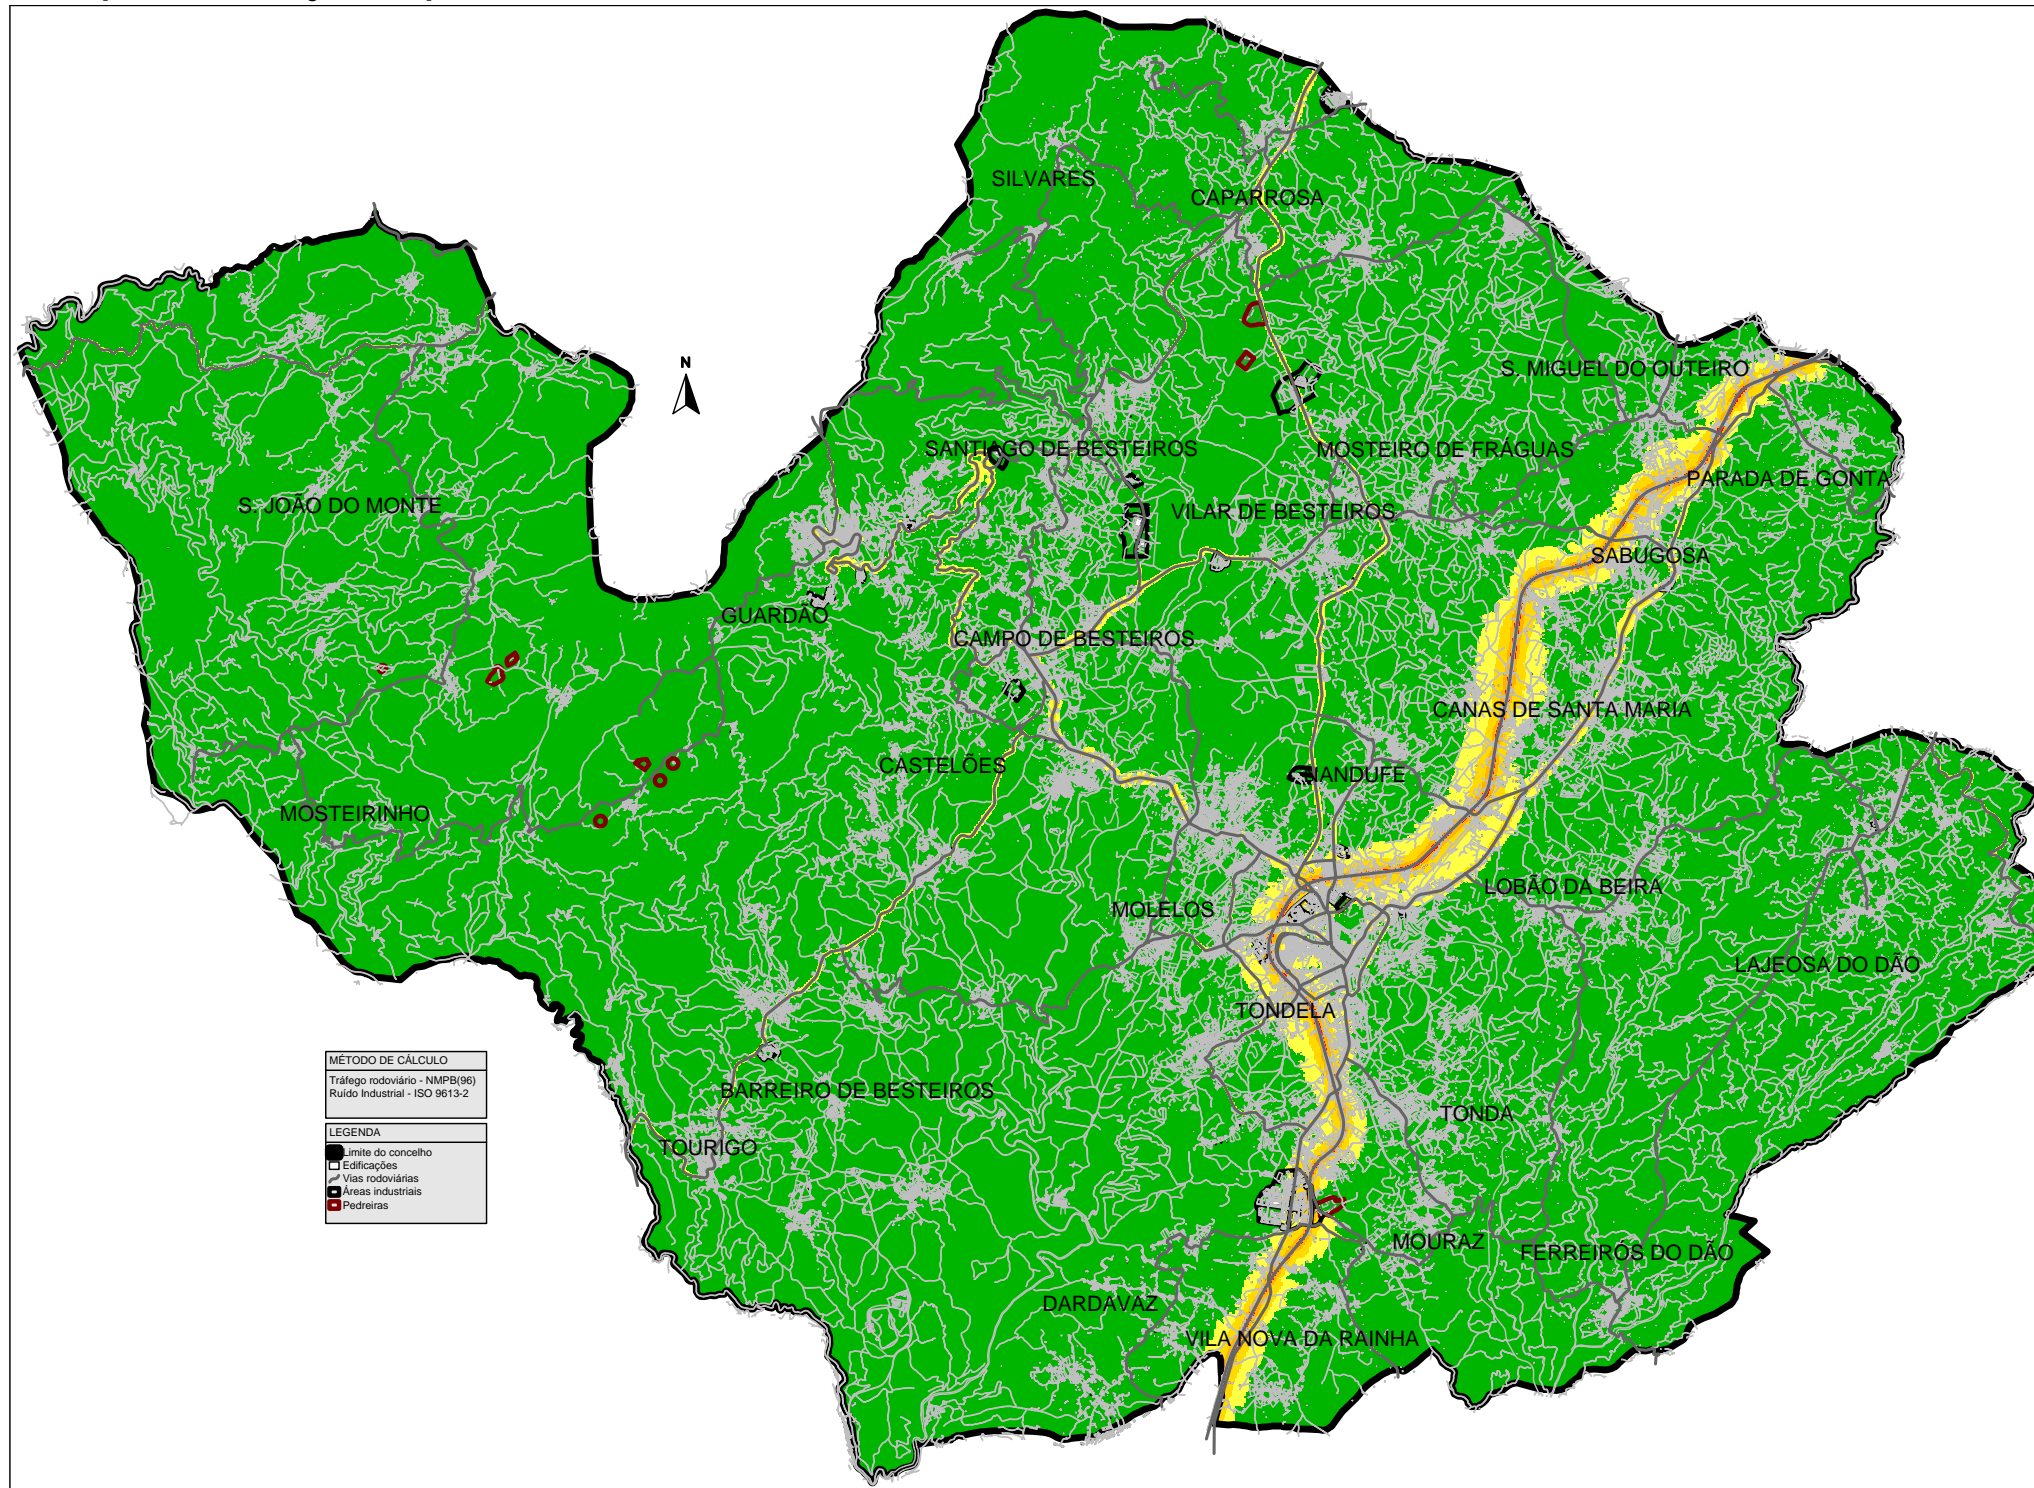 N
SILVARES
CAPARROSA
S. MIGUEL DO OUTEIRO
SANTIAGO DE BESTEIROS
MOSTEIRO DE FRÁGUAS
PARADA DE GONTA
S. JOÃO DO MONTE
VILAR DE BESTEIROS
SABUGOSA
GUARDÃO
CAMPO DE BESTEIROS
CANAS DE SANTA MARIA
CASTELÕES
NANDUFE
MOSTEIRINHO
LOBÃO DA BEIRA
MOLELOS
LAJEOSA DO DÃO
TONDELA
MÉTODO DE CÁLCULO
Tráfego rodoviário - NMPB(96)
Ruído Industrial - ISO 9613-2
BARREIRO DE BESTEIROS
TONDA
LEGENDA
Limite do concelho
Edificações
Vias rodoviárias
Áreas industriais
Pedreiras
TOURIGO
MOURAZ
FERREIRÓS DO DÃO
DARDAVAZ
VILA NOVA DA RAINHA